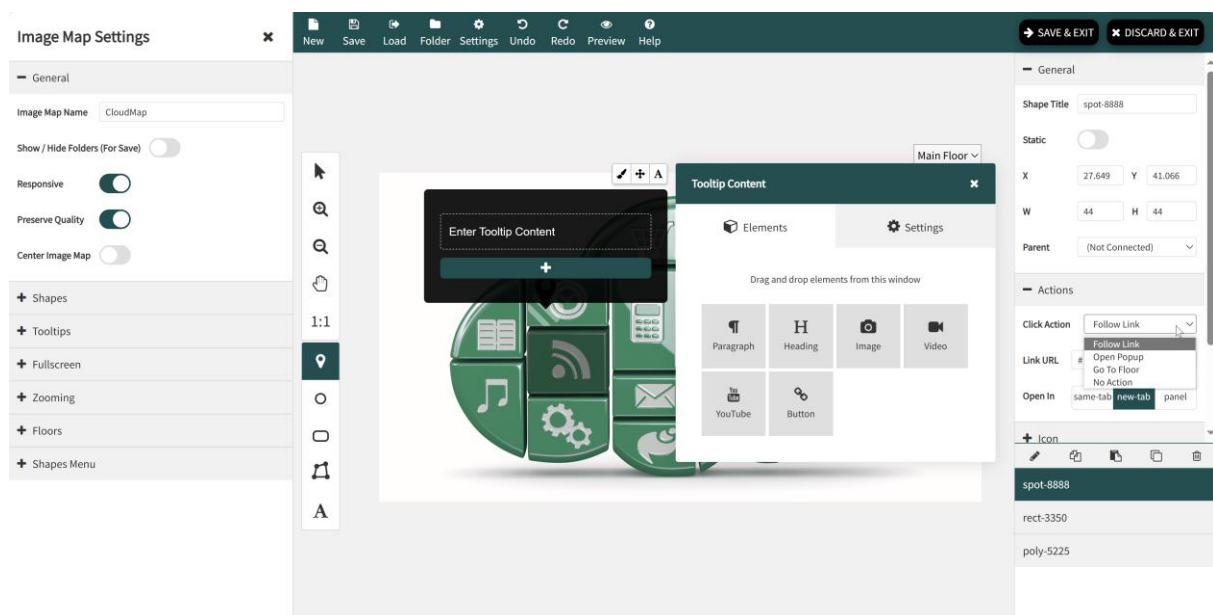 Image Map Settings
General
Image Map Name CloudMap
Show / Hide Folders (For Save)
Responsive
Preserve Quality
Center Image Map
Shapes
Tooltips
Fullscreen
Zooming
Floors
Shapes Menu
New Save Load Folder Settings Undo Redo Preview Help
1:1
A
Main Floor
A
Enter Tooltip Content
Tooltip Content
Elements Settings
Drag and drop elements from this window
Paragraph Heading Image Video
YouTube Button
SAVE & EXIT DISCARD & EXIT
General
Shape Title spot-8888
Static
X 27.649 Y 41.066
W 44 H 44
Parent (Not Connected)
Actions
Click Action Follow Link
Follow Link
Open Popup
Go To Floor
No Action
Link URL #
Open In same-tab new-tab panel
Icon
spot-8888
rect-3350
poly-5225